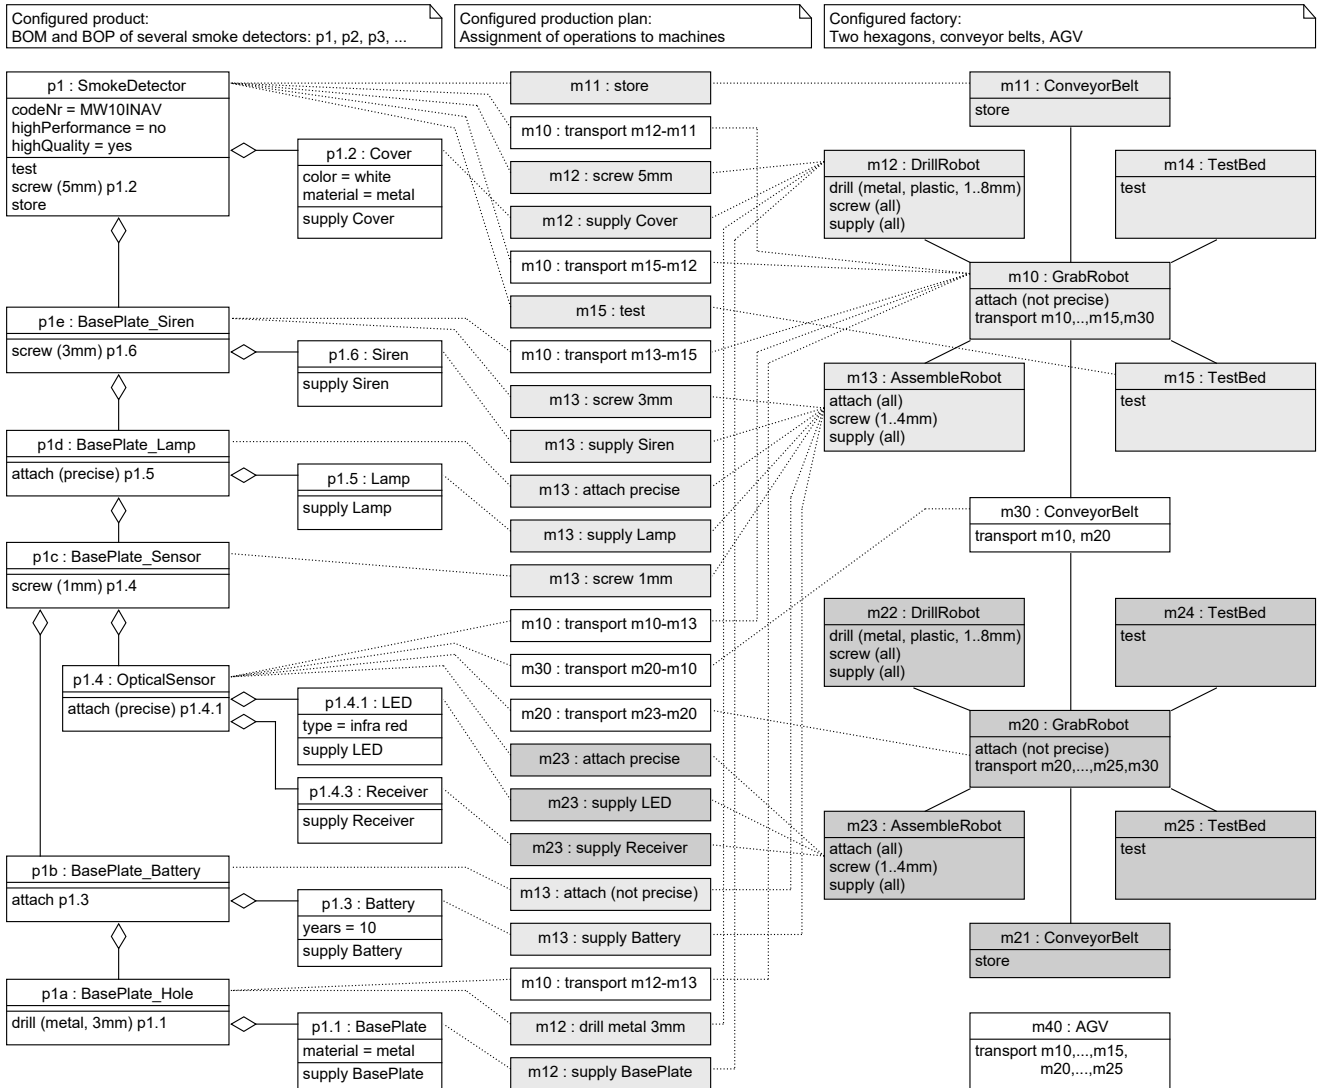 Configured product:
BOM and BOP of several smoke detectors: p1, p2, p3, ...
Configured production plan:
Assignment of operations to machines
Configured factory:
Two hexagons, conveyor belts, AGV
p1 : SmokeDetector
codeNr = MW10INAV
highPerformance = no
highQuality = yes
test
screw (5mm) p1.2
store
p1.2 : Cover
color = white
material = metal
supply Cover
p1e : BasePlate_Siren
screw (3mm) p1.6
p1.6 : Siren
supply Siren
p1d : BasePlate_Lamp
attach (precise) p1.5
p1.5 : Lamp
supply Lamp
p1c : BasePlate_Sensor
screw (1mm) p1.4
p1.4 : OpticalSensor
attach (precise) p1.4.1
p1.4.1 : LED
type = infra red
supply LED
p1.4.3 : Receiver
supply Receiver
p1b : BasePlate_Battery
attach p1.3
p1.3 : Battery
years = 10
supply Battery
p1a : BasePlate_Hole
drill (metal, 3mm) p1.1
p1.1 : BasePlate
material = metal
supply BasePlate
m11 : store
m10 : transport m12-m11
m12 : screw 5mm
m12 : supply Cover
m10 : transport m15-m12
m15 : test
m10 : transport m13-m15
m13 : screw 3mm
m13 : supply Siren
m13 : attach precise
m13 : supply Lamp
m13 : screw 1mm
m10 : transport m10-m13
m30 : transport m20-m10
m20 : transport m23-m20
m23 : attach precise
m23 : supply LED
m23 : supply Receiver
m13 : attach (not precise)
m13 : supply Battery
m10 : transport m12-m13
m12 : drill metal 3mm
m12 : supply BasePlate
m11 : ConveyorBelt
store
m12 : DrillRobot
drill (metal, plastic, 1..8mm)
screw (all)
supply (all)
m14 : TestBed
test
m10 : GrabRobot
attach (not precise)
transport m10,..,m15,m30
m13 : AssembleRobot
attach (all)
screw (1..4mm)
supply (all)
m15 : TestBed
test
m30 : ConveyorBelt
transport m10, m20
m22 : DrillRobot
drill (metal, plastic, 1..8mm)
screw (all)
supply (all)
m24 : TestBed
test
m20 : GrabRobot
attach (not precise)
transport m20,...,m25,m30
m23 : AssembleRobot
attach (all)
screw (1..4mm)
supply (all)
m25 : TestBed
test
m21 : ConveyorBelt
store
m40 : AGV
transport m10,...,m15,
m20,...,m25